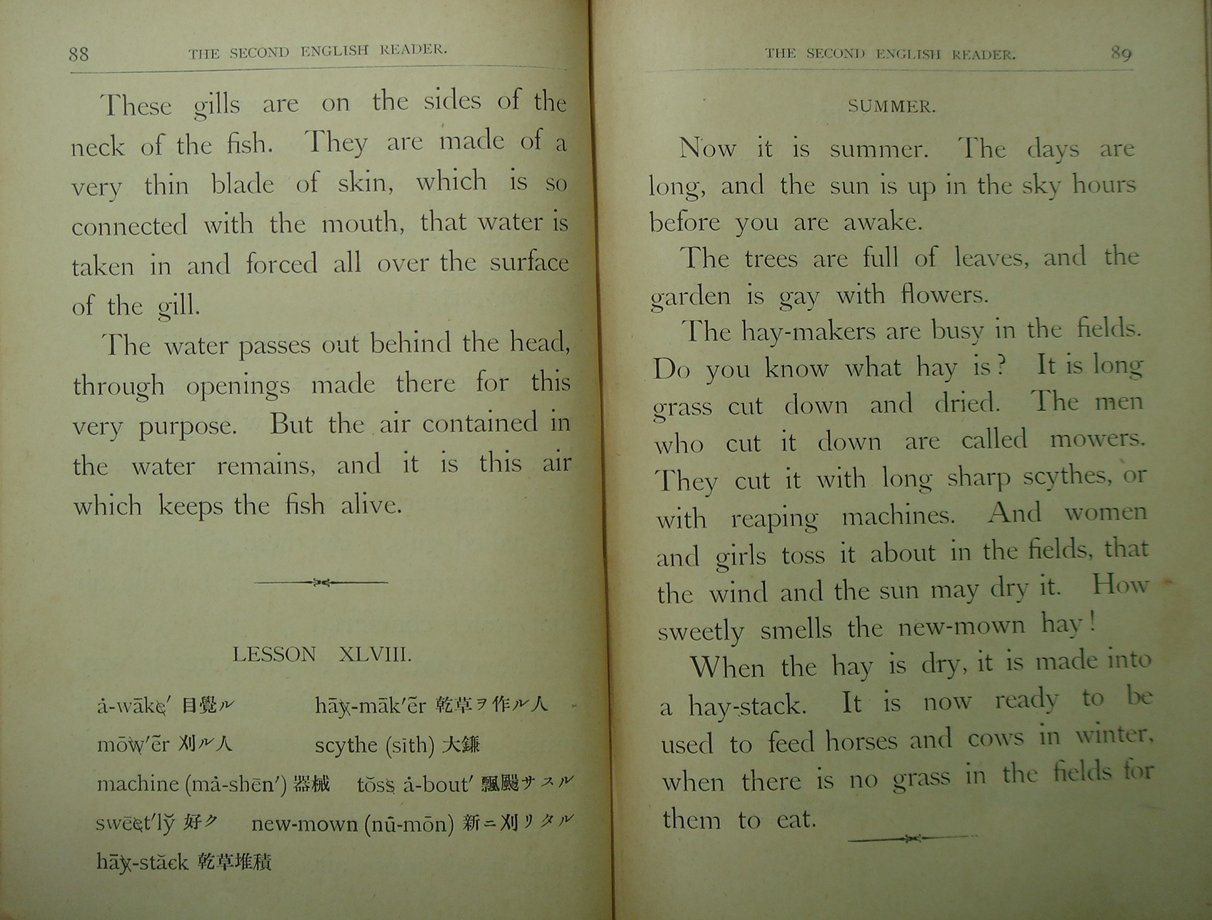 88
THE SECOND ENGLISH READER.
These gills are on the sides of the
neck of the fish. They are made of a
very thin blade of skin, which is so
connected with the mouth, that water is
taken in and forced all over the surface
of the gill.
The water passes out behind the head,
through openings made there for this
very purpose. But the air contained in
the water remains, and it is this air
which keeps the fish alive.
LESSON XLVIII.
ȧ-wāke̸′ 目覺ル hāy̸-māk′ẽr 乾草ヲ作ル人
mōw̸′ẽr 刈ル人 scythe (sīth) 大鎌
machine (mȧ-shēn′) 器械 tŏss̸ ȧ-bout′ 飄颺サスル
swēe̸t′lў 好ク new-mown (nū-mōn) 新ニ刈リタル
hāy̸-stăck 乾草堆積
THE SECOND ENGLISH READER.
89
SUMMER.
Now it is summer. The days are
long, and the sun is up in the sky hours
before you are awake.
The trees are full of leaves, and the
garden is gay with flowers.
The hay-makers are busy in the fields.
Do you know what hay is? It is long
grass cut down and dried. The men
who cut it down are called mowers.
They cut it with long sharp scythes, or
with reaping machines. And women
and girls toss it about in the fields, that
the wind and the sun may dry it. How
sweetly smells the new-mown hay!
When the hay is dry, it is made into
a hay-stack. It is now ready to be
used to feed horses and cows in winter,
when there is no grass in the fields for
them to eat.